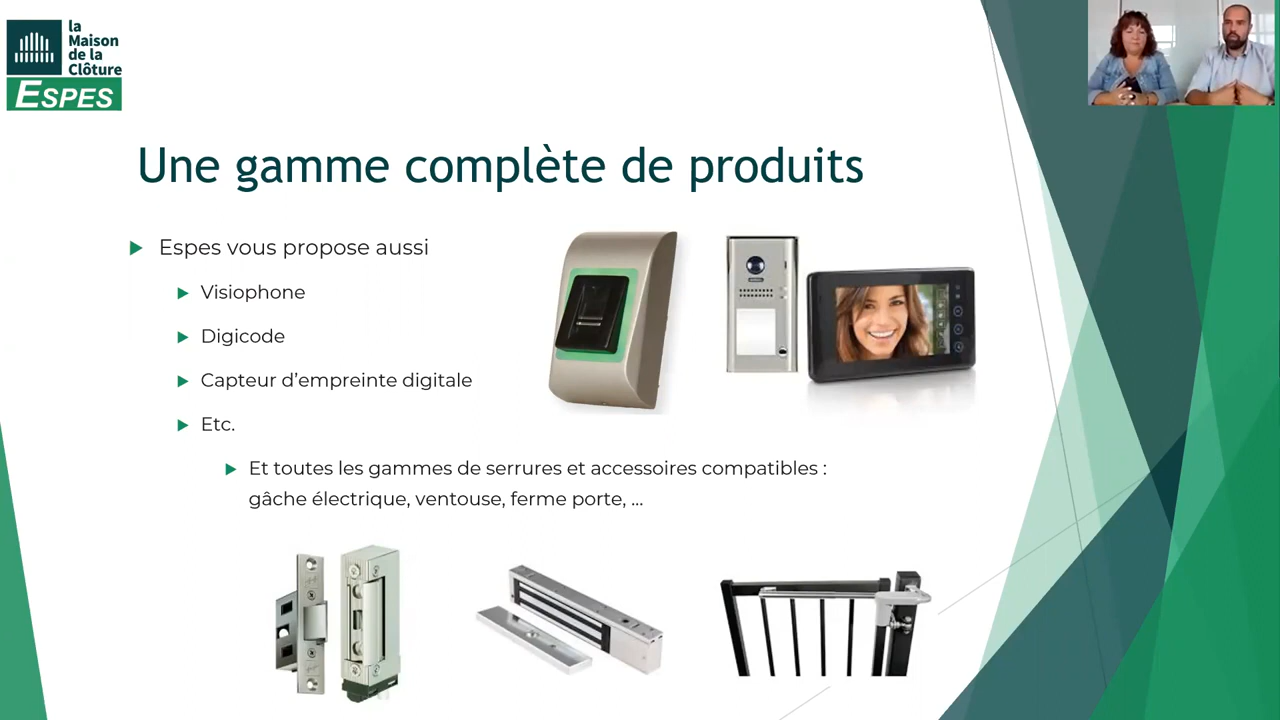 la
Maison
de la
Clôture
ESPES
Une gamme complète de produits
Espes vous propose aussi
Visiophone
Digicode
Capteur d'empreinte digitale
Etc.
Et toutes les gammes de serrures et accessoires compatibles :
gâche électrique, ventouse, ferme porte, ...